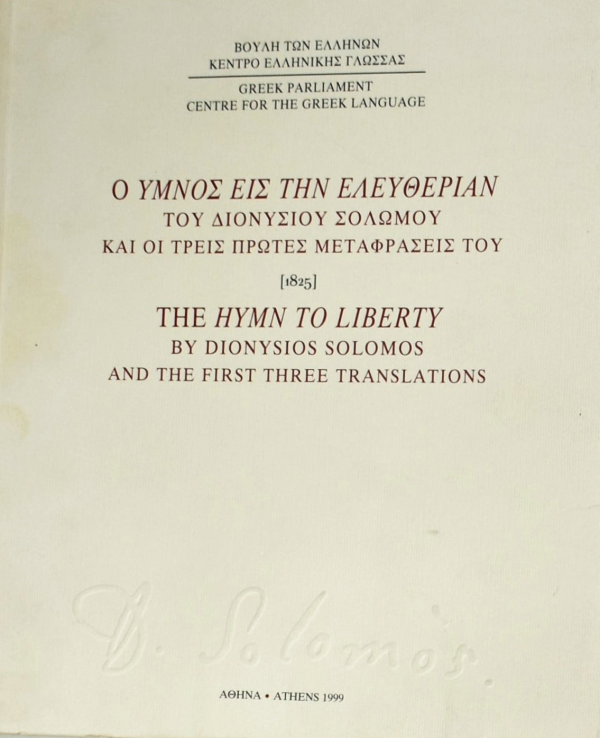 ΒΟΥΛΗ ΤΩΝ ΕΛΛΗΝΩΝ
ΚΕΝΤΡΟ ΕΛΛΗΝΙΚΗΣ ΓΛΩΣΣΑΣ
GREEK PARLIAMENT
CENTRE FOR THE GREEK LANGUAGE
Ο ΥΜΝΟΣ ΕΙΣ ΤΗΝ ΕΛΕΥΘΕΡΙΑΝ
ΤΟΥ ΔΙΟΝΥΣΙΟΥ ΣΟΛΩΜΟΥ
ΚΑΙ ΟΙ ΤΡΕΙΣ ΠΡΩΤΕΣ ΜΕΤΑΦΡΑΣΕΙΣ ΤΟΥ
[1825]
THE HYMN TO LIBERTY
BY DIONYSIOS SOLOMOS
AND THE FIRST THREE TRANSLATIONS
D. Solomòs.
ΑΘΗΝΑ • ATHENS 1999